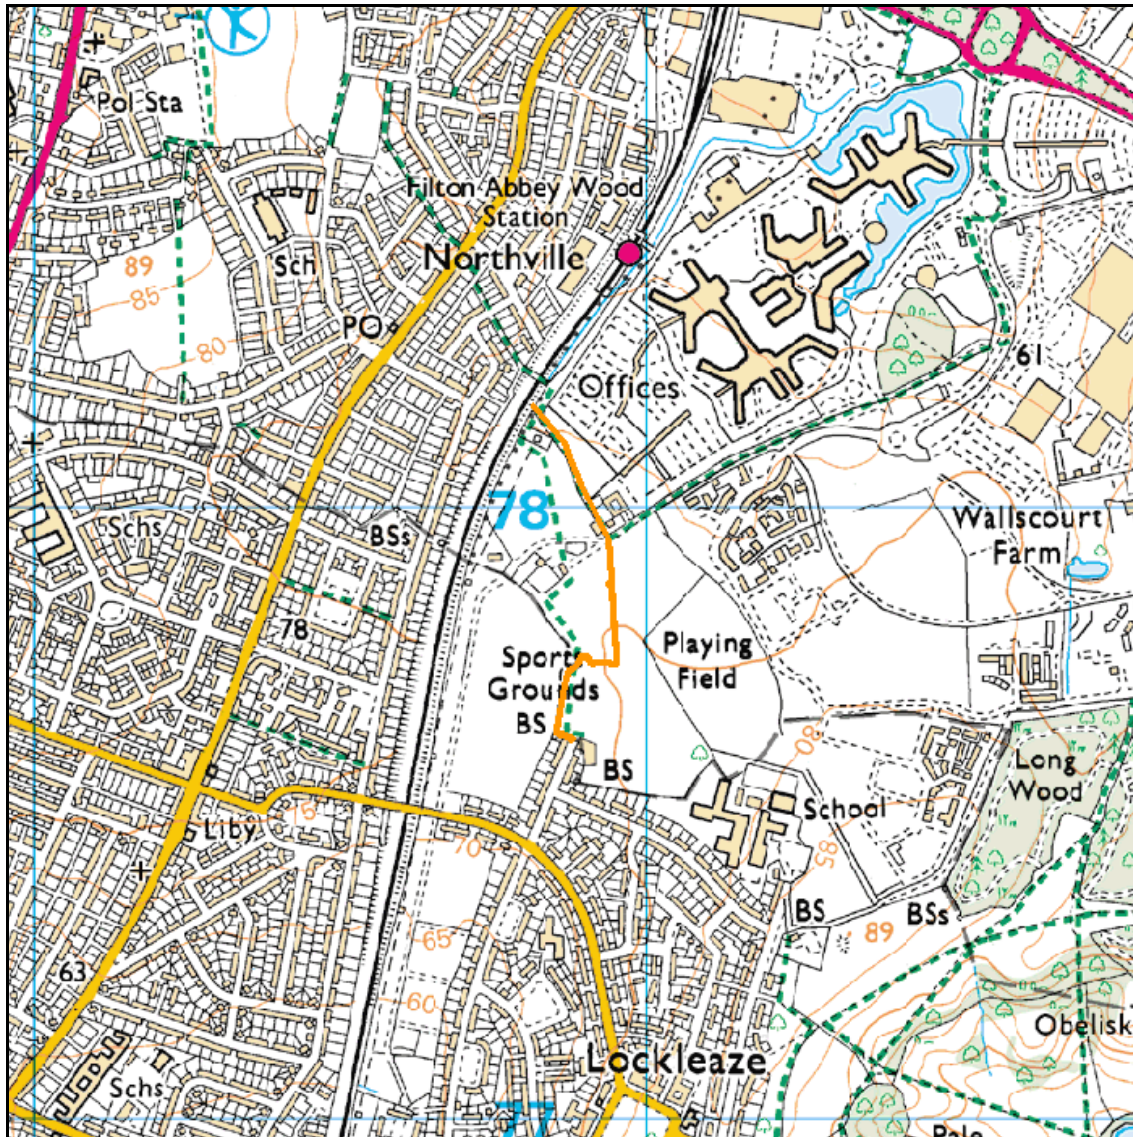 Pol Sta
Filton Abbey Wood
Station
Northville
89
85
Sch
80
PO
61
Offices
78
Wallscourt
Farm
Schs
BSs
78
Sports
Grounds
BS
Playing
Field
80
BS
Long
Wood
School
75
Liby
70
85
BS
BSs
89
65
63
60
Obelisk
Lockleaze
Schs
77